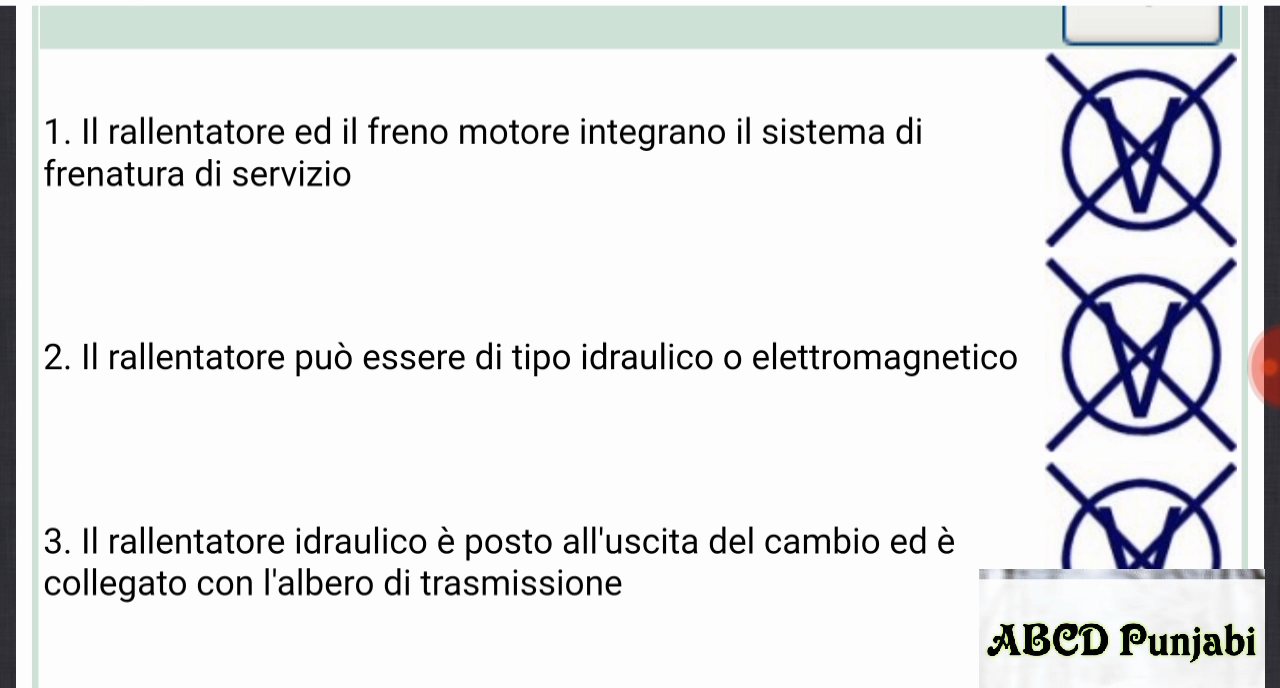 1. Il rallentatore ed il freno motore integrano il sistema di
frenatura di servizio
V
2. Il rallentatore può essere di tipo idraulico o elettromagnetico
V
3. Il rallentatore idraulico è posto all'uscita del cambio ed è
collegato con l'albero di trasmissione
V
ABCD Punjabi